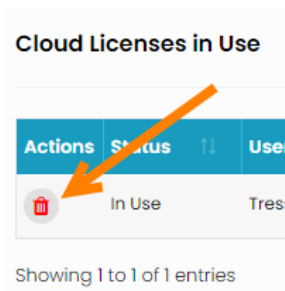 Cloud Licenses in Use
Actions Status
In Use
Showing 1 to 1 of 1 entries